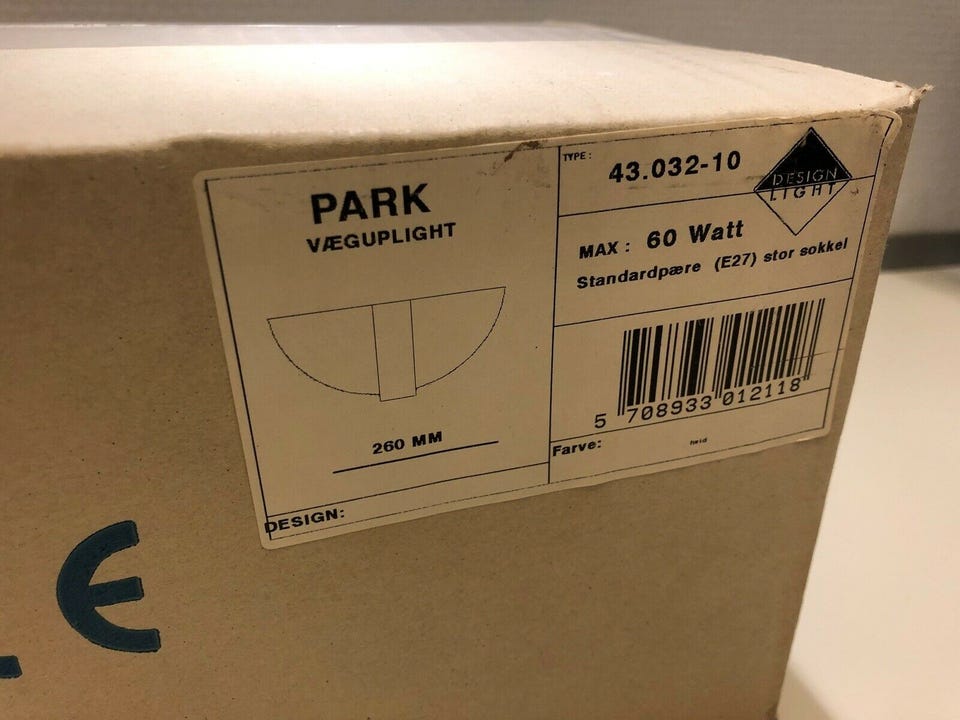 PARK
VÆGUPLIGHT
260 MM
DESIGN:
TYPE:
43.032-10
DESIGN
LIGHT
MAX: 60 Watt
Standardpære (E27) stor sokkel
5 708933 012118
Farve: hvid
CE